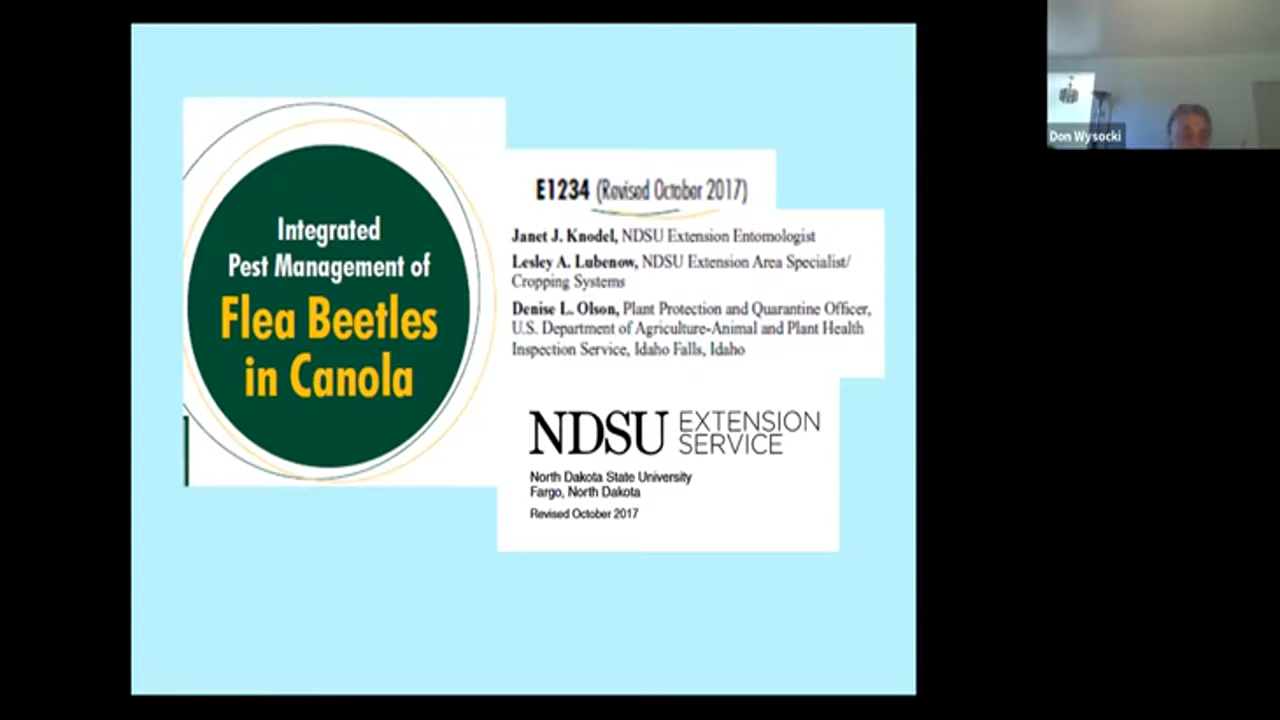 Integrated
Pest Management of
Flea Beetles
in Canola
E1234 (Revised October 2017)
Janet J. Knodel, NDSU Extension Entomologist
Lesley A. Lubenow, NDSU Extension Area Specialist/
Cropping Systems
Denise L. Olson, Plant Protection and Quarantine Officer,
U.S. Department of Agriculture-Animal and Plant Health
Inspection Service, Idaho Falls, Idaho
NDSU EXTENSION
SERVICE
North Dakota State University
Fargo, North Dakota
Revised October 2017
Don Wysocki